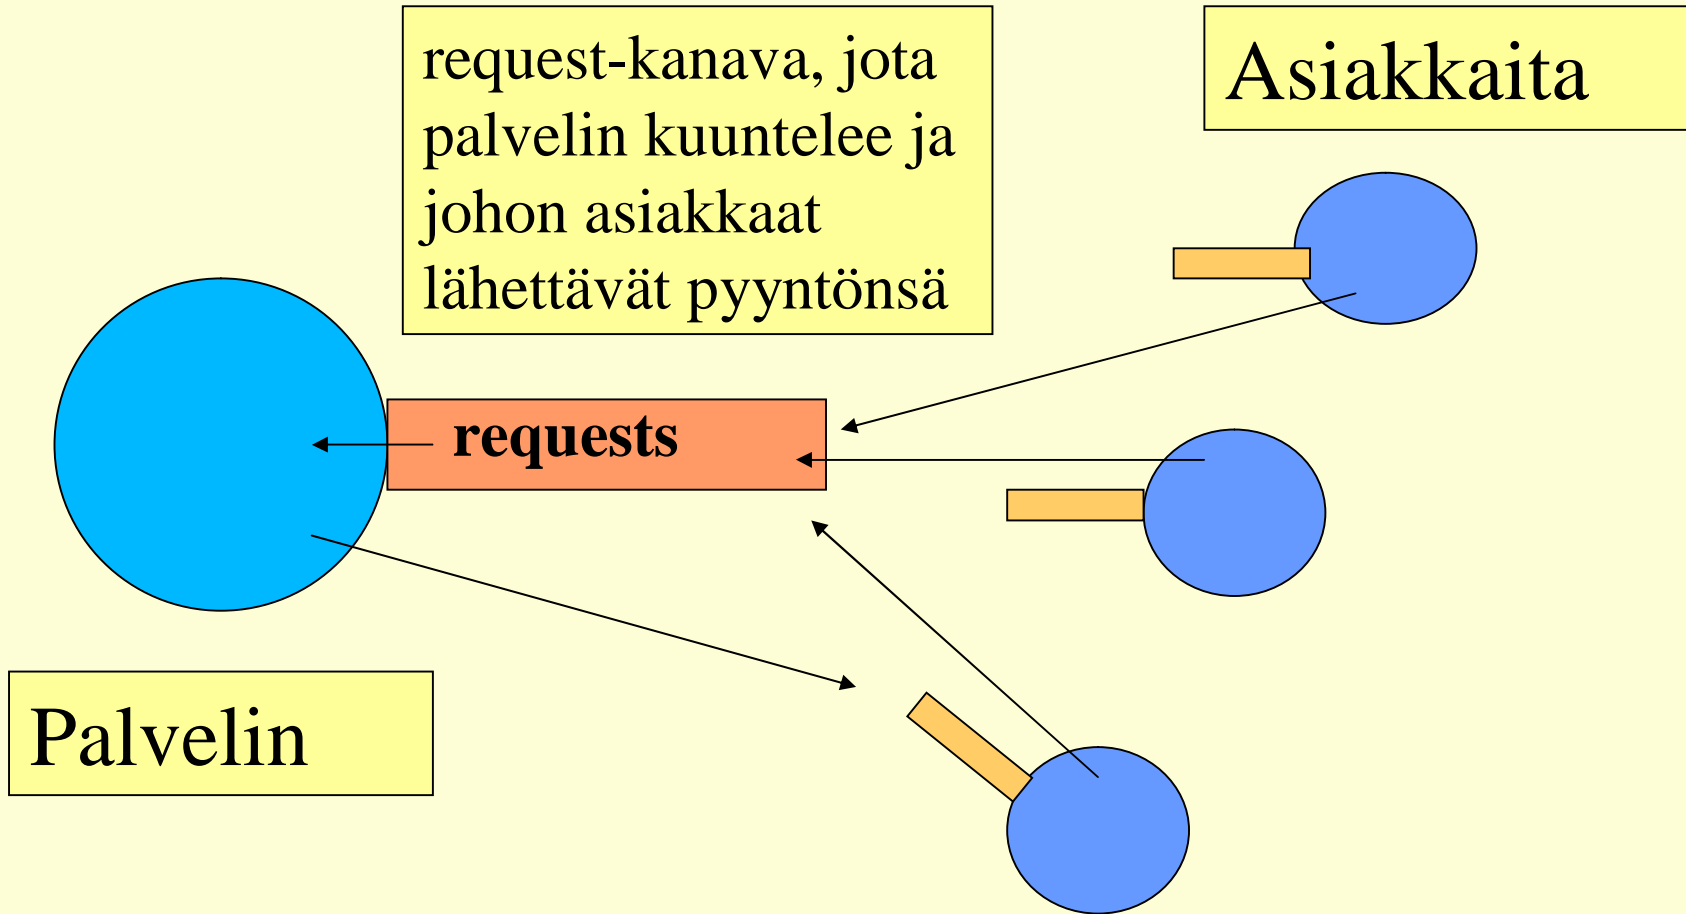 request-kanava, jota
palvelin kuuntelee ja
johon asiakkaat
lähettävät pyyntönsä
Asiakkaita
requests
Palvelin